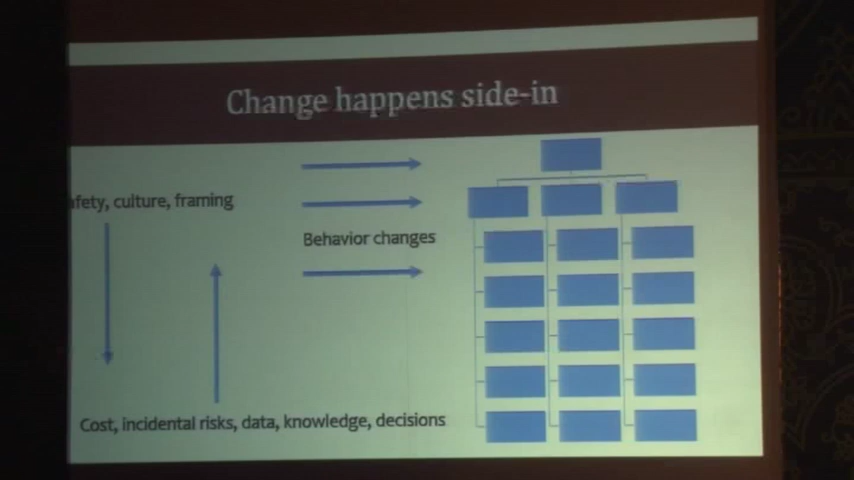 Change happens side-in
afety, culture, framing
Behavior changes
Cost, incidental risks, data, knowledge, decisions